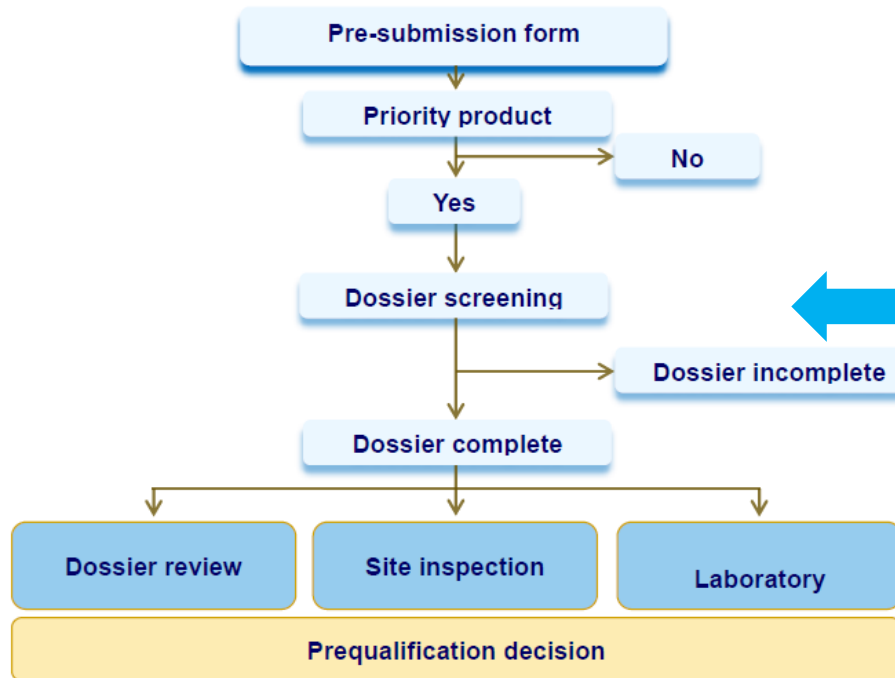 Pre-submission form
Priority product
No
Yes
Dossier screening
Dossier incomplete
Dossier complete
Dossier review
Site inspection
Laboratory
Prequalification decision